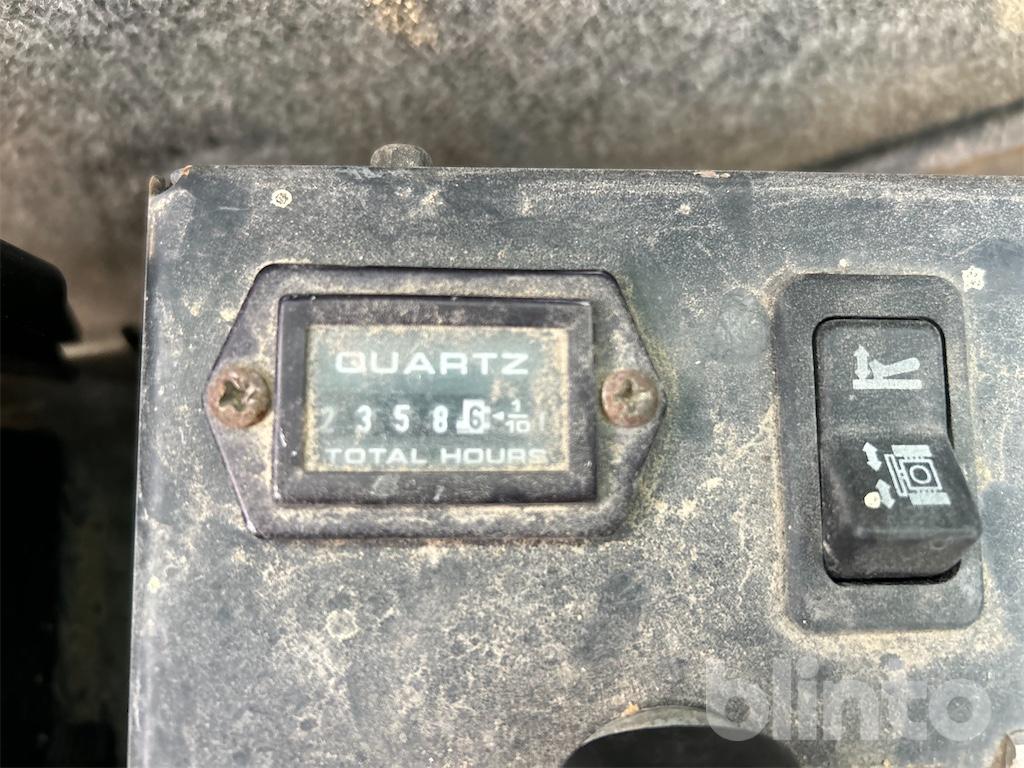 QUARTZ
2358.6 1/10
TOTAL HOURS
blinto